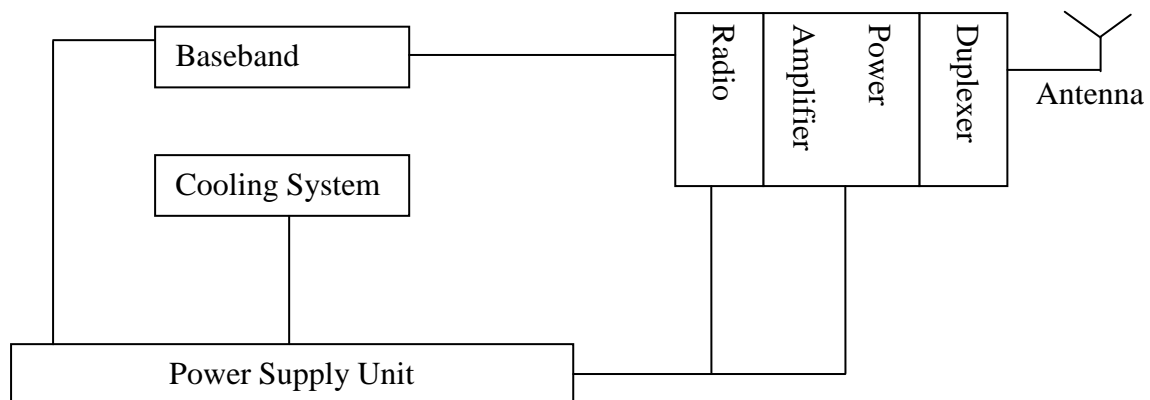 Baseband
Radio
Power
Amplifier
Duplexer
Antenna
Cooling System
Power Supply Unit